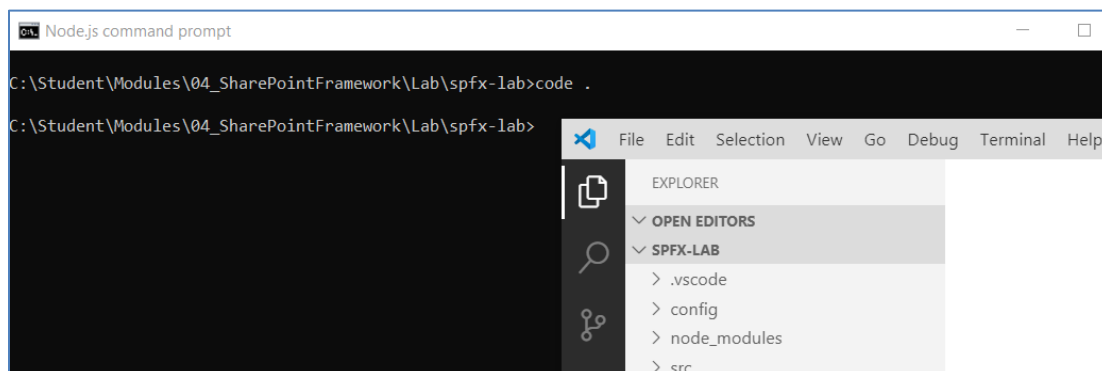 Node.js command prompt
C:\Student\Modules\04_SharePointFramework\Lab\spfx-lab>code .
C:\Student\Modules\04_SharePointFramework\Lab\spfx-lab>
File Edit Selection View Go Debug Terminal Help
EXPLORER
OPEN EDITORS
SPFX-LAB
> .vscode
> config
> node_modules
> src